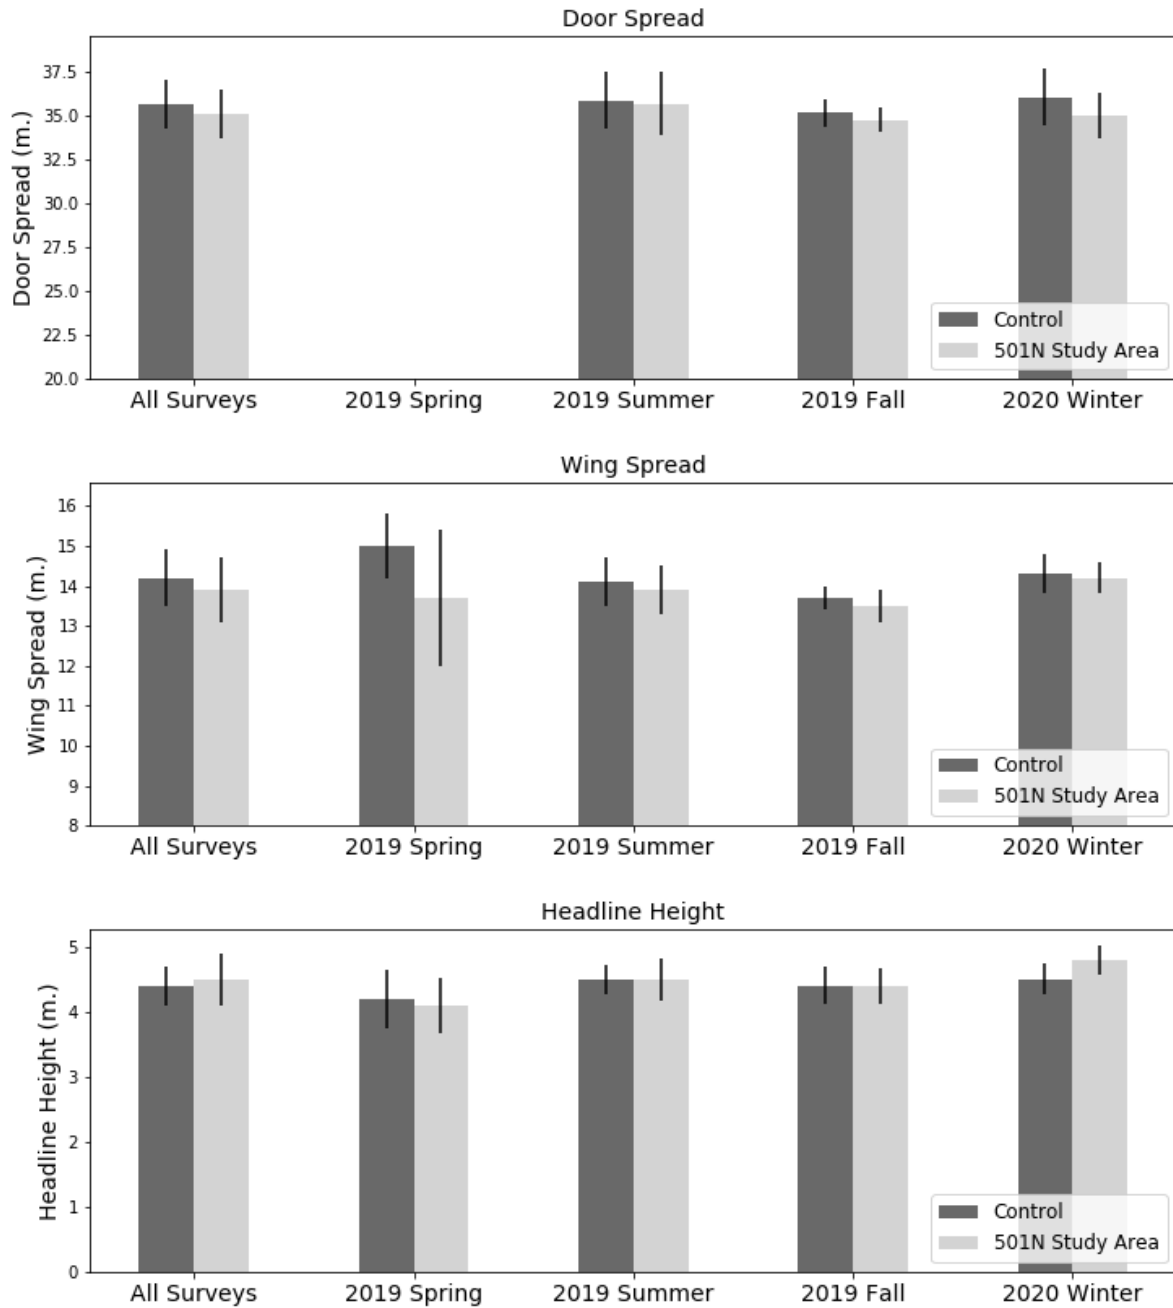 Door Spread
Door Spread (m.)
37.5
35.0
32.5
30.0
27.5
25.0
22.5
20.0
Control
501N Study Area
All Surveys 2019 Spring 2019 Summer 2019 Fall 2020 Winter
Wing Spread
Wing Spread (m.)
16
15
14
13
12
11
10
9
8
Control
501N Study Area
All Surveys 2019 Spring 2019 Summer 2019 Fall 2020 Winter
Headline Height
Headline Height (m.)
5
4
3
2
1
0
Control
501N Study Area
All Surveys 2019 Spring 2019 Summer 2019 Fall 2020 Winter